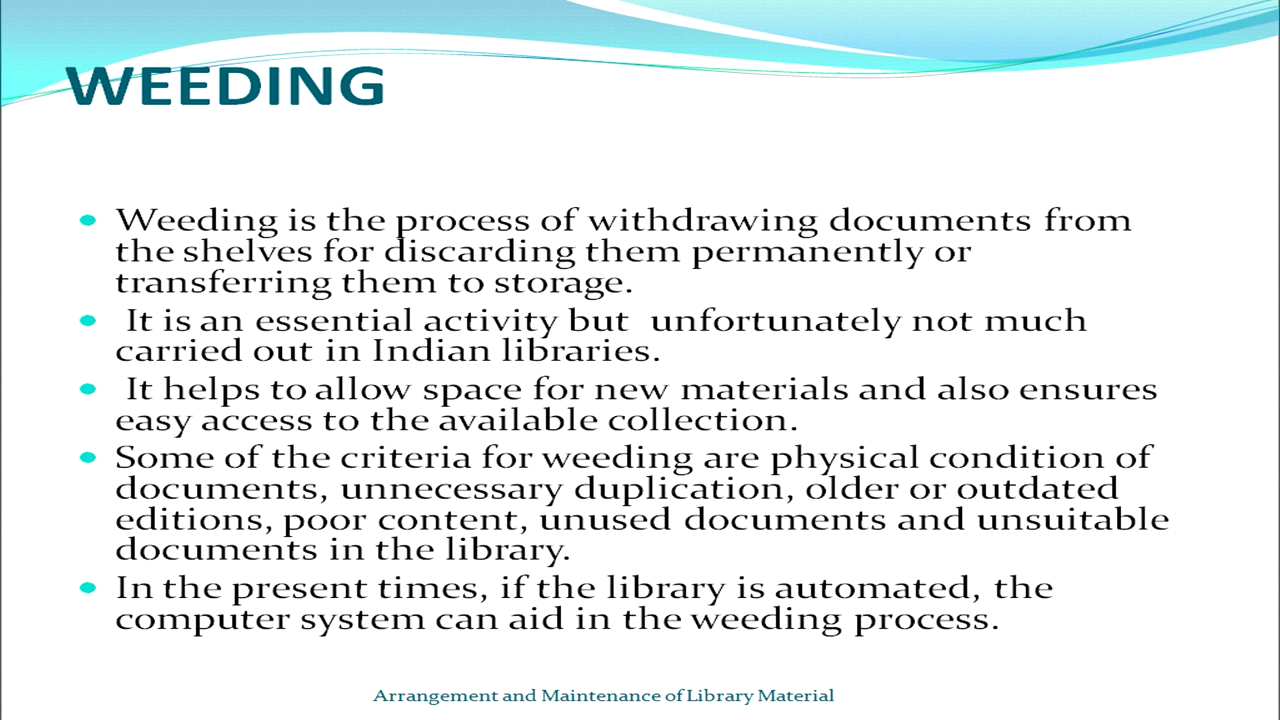 WEEDING
Weeding is the process of withdrawing documents from
the shelves for discarding them permanently or
transferring them to storage.
It is an essential activity but unfortunately not much
carried out in Indian libraries.
It helps to allow space for new materials and also ensures
easy access to the available collection.
Some of the criteria for weeding are physical condition of
documents, unnecessary duplication, older or outdated
editions, poor content, unused documents and unsuitable
documents in the library.
In the present times, if the library is automated, the
computer system can aid in the weeding process.
Arrangement and Maintenance of Library Material